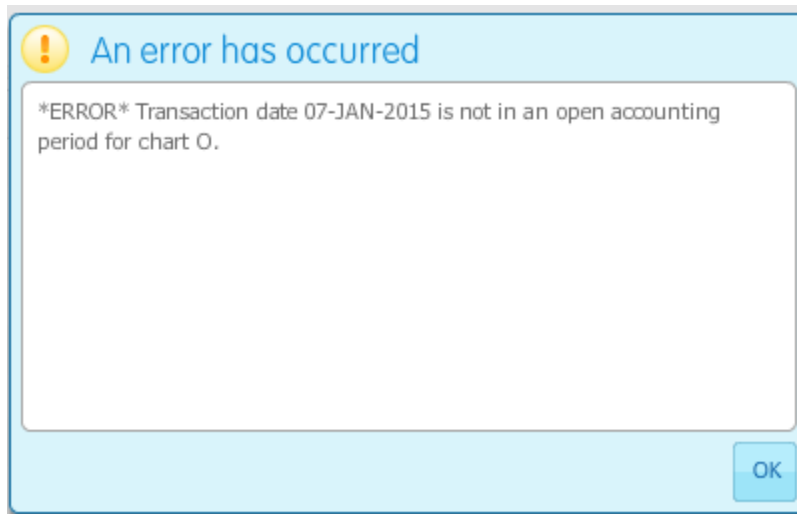 An error has occurred
*ERROR* Transaction date 07-JAN-2015 is not in an open accounting
period for chart O.
OK